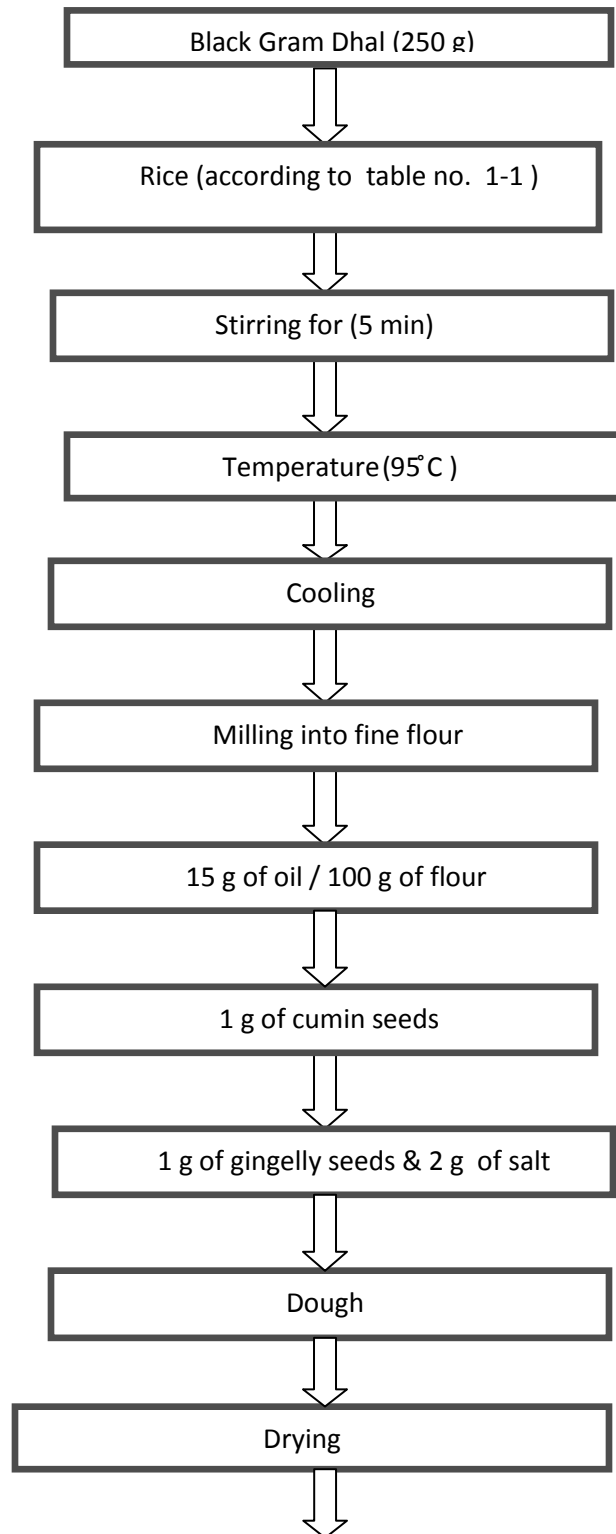 Black Gram Dhal (250 g)
Rice (according to table no. 1-1 )
Stirring for (5 min)
Temperature (95°C )
Cooling
Milling into fine flour
15 g of oil / 100 g of flour
1 g of cumin seeds
1 g of gingelly seeds & 2 g of salt
Dough
Drying